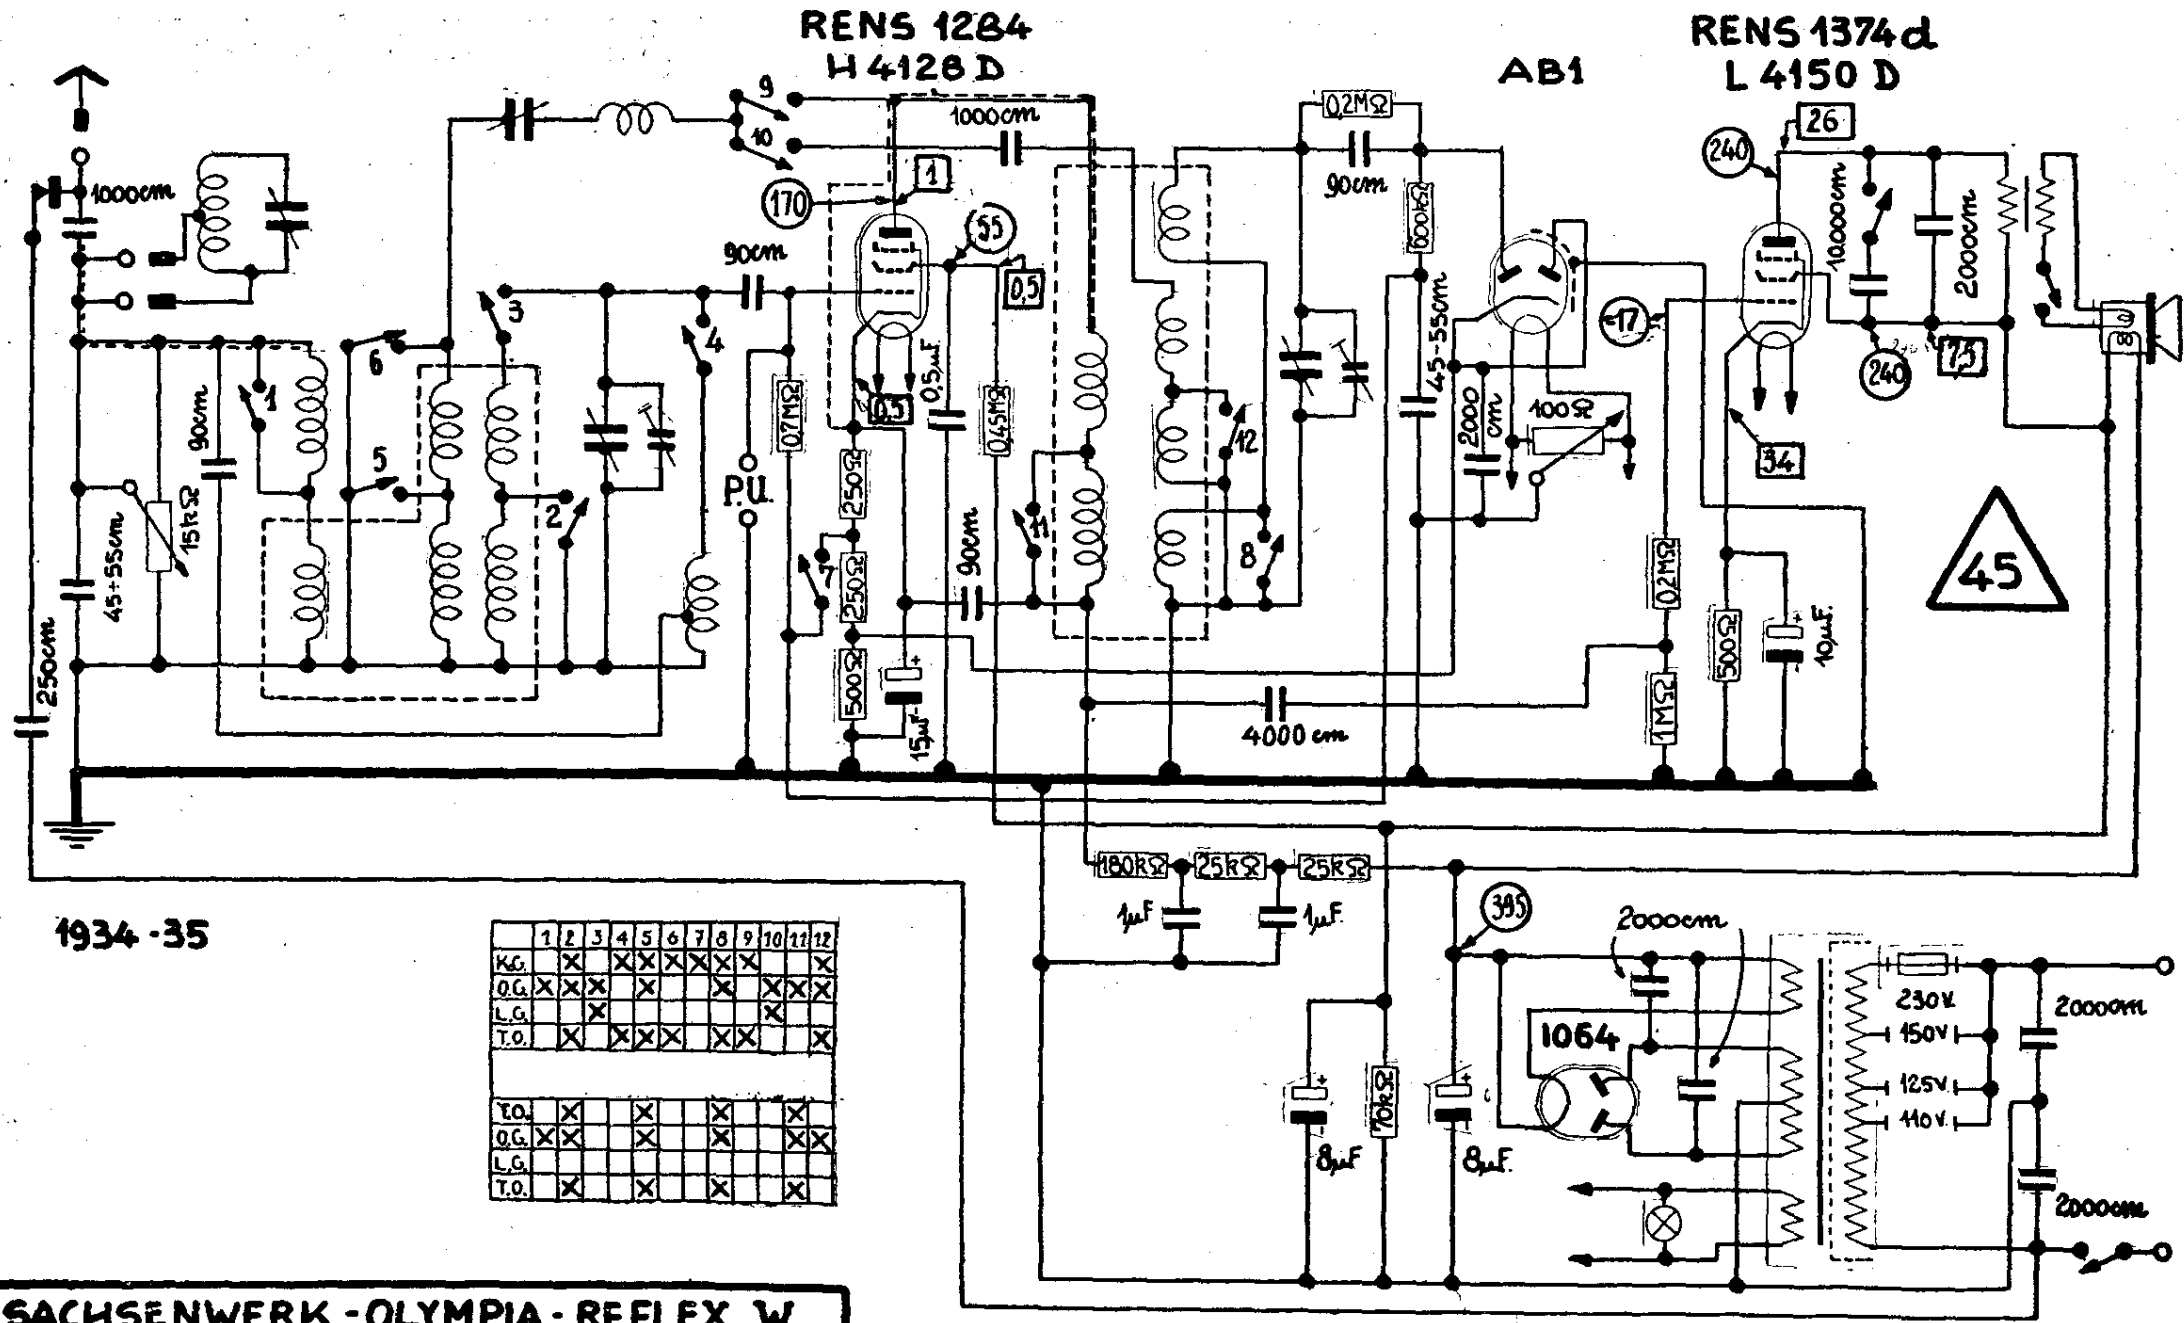 RENS 1284
H 4128 D
AB1
RENS 1374d
L 4150 D
1000cm
90cm
1
2
3
4
5
6
7
8
9
10
11
12
45÷55cm
15kΩ
250cm
90cm
P.U.
0,7MΩ
170
1
55
0,5
0,5
0,5µF
0,45MΩ
250Ω
250Ω
500Ω
15µ
90cm
1000cm
0,2MΩ
90cm
600kΩ
45-550cm
2000
cm
100Ω
4000 cm
-17
0,2MΩ
1MΩ
240
26
10.000cm
2000cm
240
7,5
34
500Ω
10µF.
45
180kΩ
25kΩ
25kΩ
1µF
1µF.
8µF
70kΩ
8µF.
395
2000cm
1064
230V.
150V
125V.
110V.
2000cm
2000cm
1934-35
1 2 3 4 5 6 7 8 9 10 11 12
K.G. X X X X X X X X
O.G. X X X X X X X X
L.G. X X
T.O. X X X X X X X
T.O. X X X X
O.G. X X X X X X
L.G.
T.O. X X X X
SACHSENWERK-OLYMPIA-REFLEX W